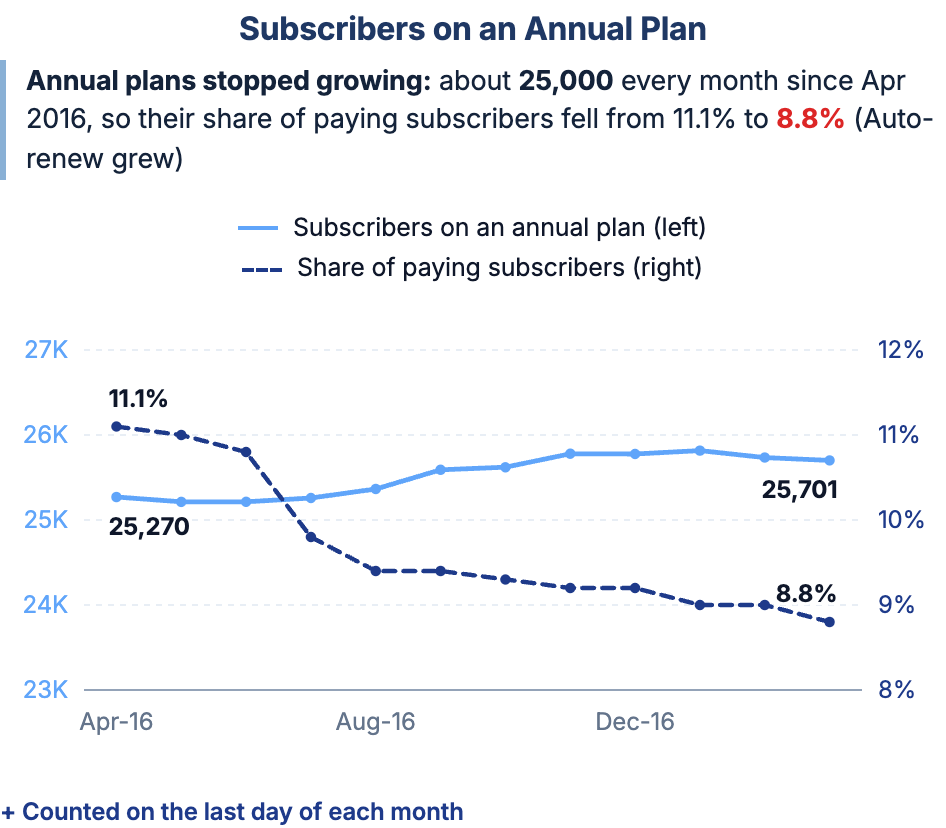 Subscribers on an Annual Plan
Annual plans stopped growing: about 25,000 every month since Apr
2016, so their share of paying subscribers fell from 11.1% to 8.8% (Auto-
renew grew)
Subscribers on an annual plan (left)
Share of paying subscribers (right)
27K
12%
11.1%
26K
11%
25,701
25,270
25K
10%
8.8%
24K
9%
23K
8%
Apr-16
Aug-16
Dec-16
+ Counted on the last day of each month